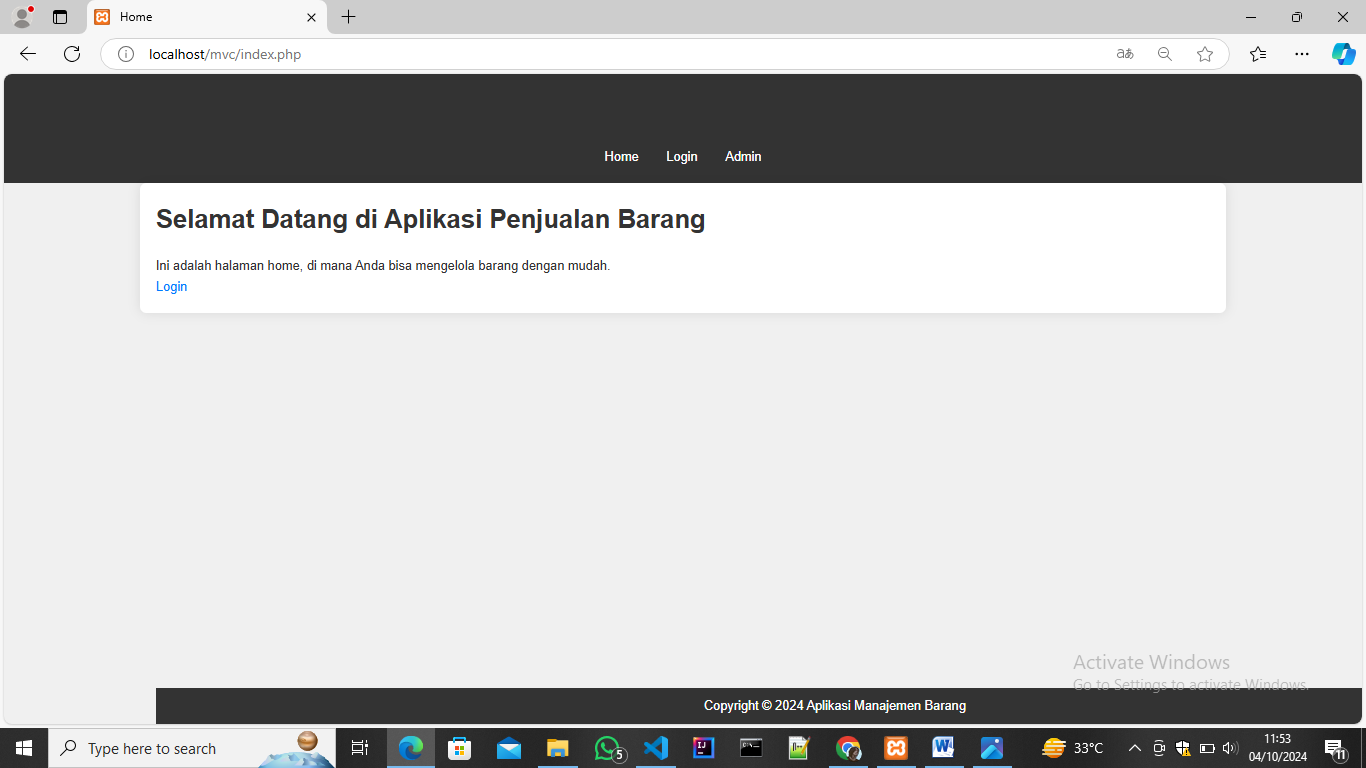 Home
localhost/mvc/index.php
Home Login Admin
Selamat Datang di Aplikasi Penjualan Barang
Ini adalah halaman home, di mana Anda bisa mengelola barang dengan mudah.
Login
Activate Windows
Go to Settings to activate Windows.
Copyright © 2024 Aplikasi Manajemen Barang
Type here to search
5
33°C
11:53
04/10/2024
11